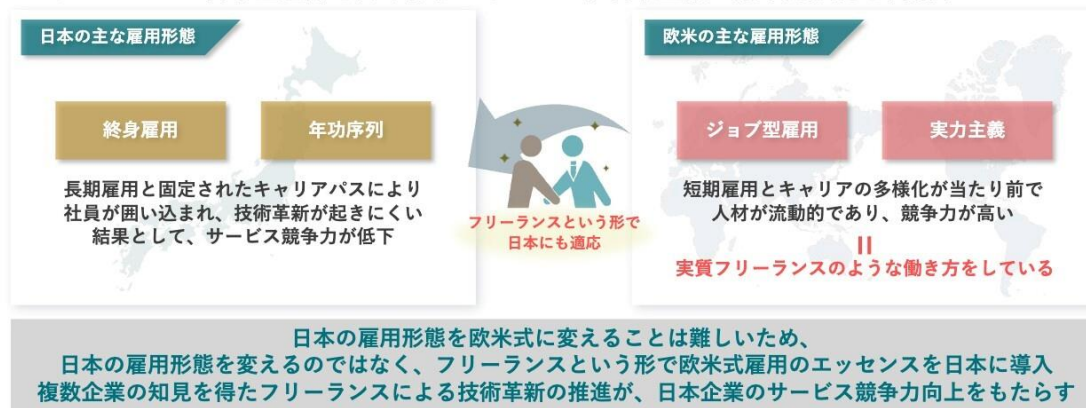 日本の主な雇用形態
終身雇用
年功序列
長期雇用と固定されたキャリアパスにより
社員が囲い込まれ、技術革新が起きにくい
結果として、サービス競争力が低下
フリーランスという形で
日本にも適応
欧米の主な雇用形態
ジョブ型雇用
実力主義
短期雇用とキャリアの多様化が当たり前で
人材が流動的であり、競争力が高い
=
実質フリーランスのような働き方をしている
日本の雇用形態を欧米式に変えることは難しいため、
日本の雇用形態を変えるのではなく、フリーランスという形で欧米式雇用のエッセンスを日本に導入
複数企業の知見を得たフリーランスによる技術革新の推進が、日本企業のサービス競争力向上をもたらす